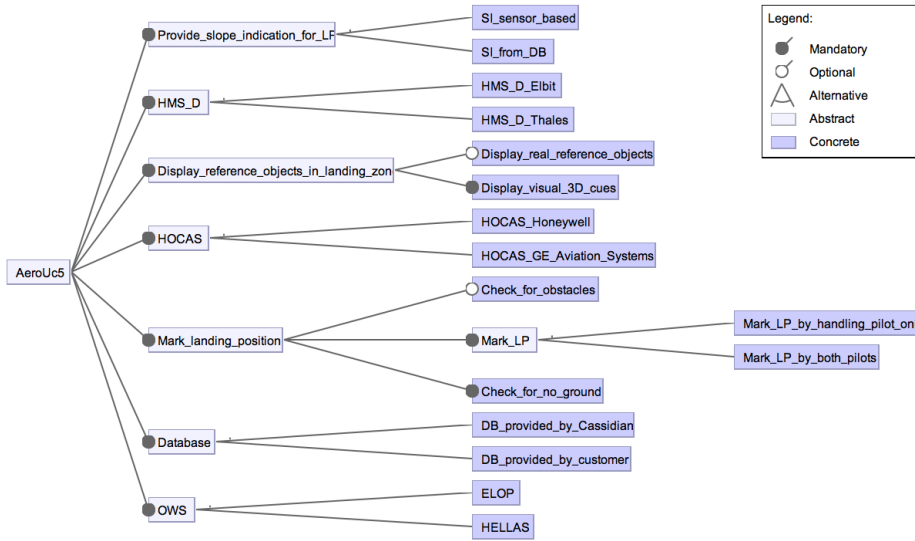 SI_sensor_based
Provide_slope_indication_for_LP
SI_from_DB
HMS_D_Elbit
HMS_D
HMS_D_Thales
Display_real_reference_objects
Display_reference_objects_in_landing_zon
Display_visual_3D_cues
HOCAS_Honeywell
HOCAS
HOCAS_GE_Aviation_Systems
AeroUc5
Check_for_obstacles
Mark_LP_by_handling_pilot_on
Mark_landing_position
Mark_LP
Mark_LP_by_both_pilots
Check_for_no_ground
DB_provided_by_Cassidian
Database
DB_provided_by_customer
ELOP
OWS
HELLAS
Legend:
Mandatory
Optional
Alternative
Abstract
Concrete